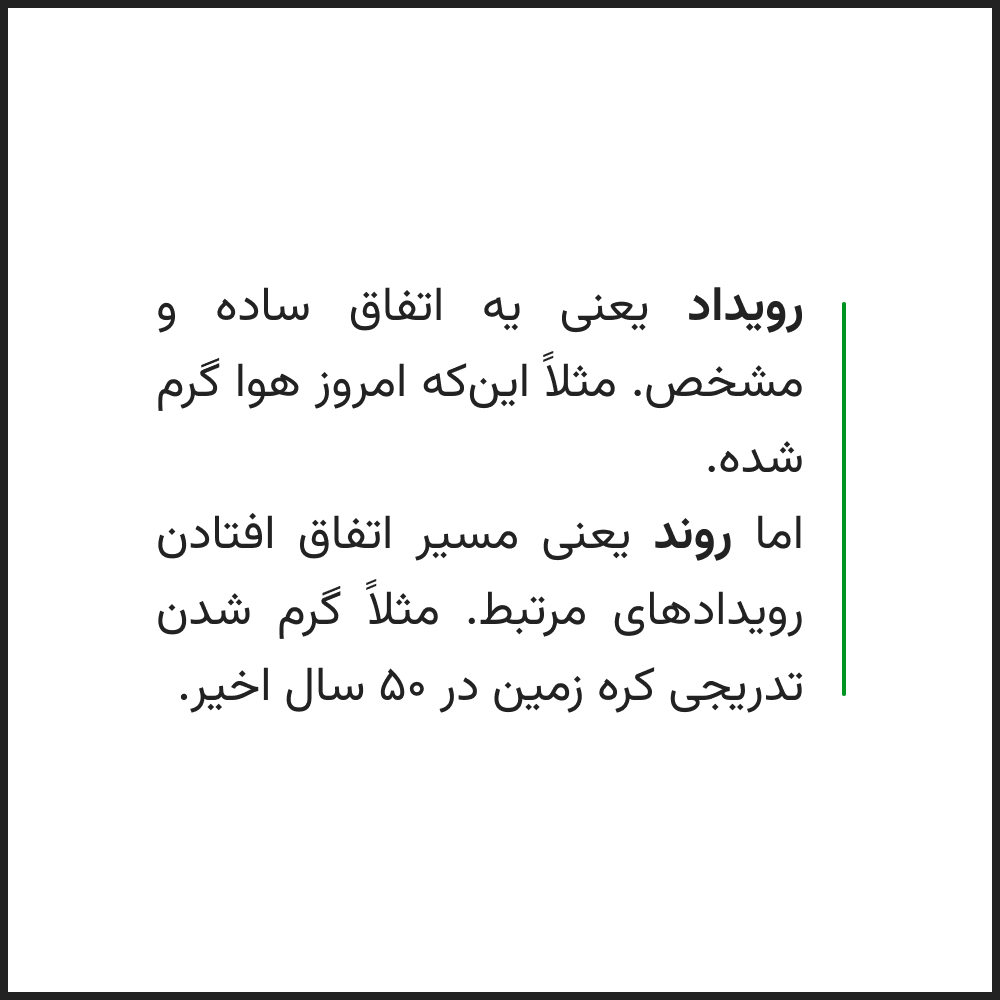 رویداد یعنی یه اتفاق ساده و
مشخص. مثلاً این‌که امروز هوا گرم
شده.
اما روند یعنی مسیر اتفاق افتادن
رویدادهای مرتبط. مثلاً گرم شدن
تدریجی کره زمین در ۵۰ سال اخیر.